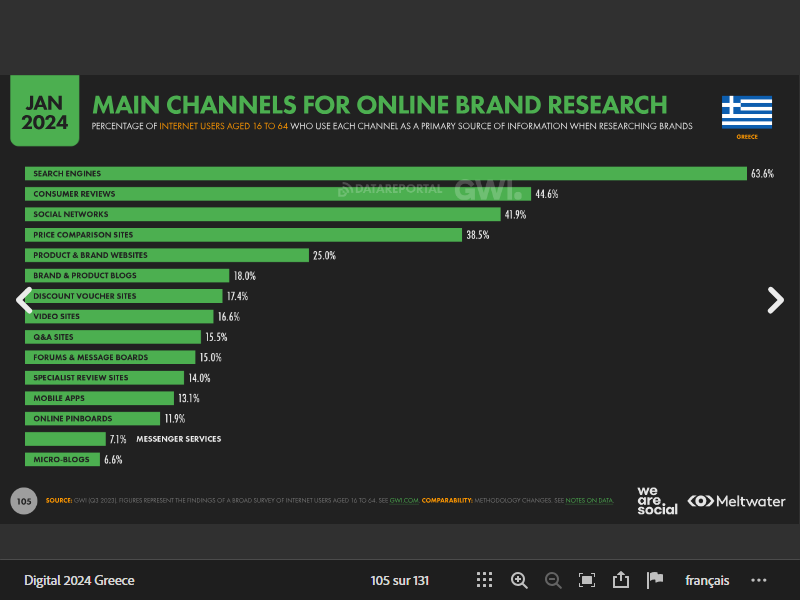 JAN
2024
MAIN CHANNELS FOR ONLINE BRAND RESEARCH
PERCENTAGE OF INTERNET USERS AGED 16 TO 64 WHO USE EACH CHANNEL AS A PRIMARY SOURCE OF INFORMATION WHEN RESEARCHING BRANDS
GREECE
SEARCH ENGINES 63.6%
DATAREPORTAL GWI.
CONSUMER REVIEWS 44.6%
SOCIAL NETWORKS 41.9%
PRICE COMPARISON SITES 38.5%
PRODUCT & BRAND WEBSITES 25.0%
BRAND & PRODUCT BLOGS 18.0%
DISCOUNT VOUCHER SITES 17.4%
VIDEO SITES 16.6%
Q&A SITES 15.5%
FORUMS & MESSAGE BOARDS 15.0%
SPECIALIST REVIEW SITES 14.0%
MOBILE APPS 13.1%
ONLINE PINBOARDS 11.9%
7.1% MESSENGER SERVICES
MICRO-BLOGS 6.6%
105
SOURCE: GWI (Q3 2023). FIGURES REPRESENT THE FINDINGS OF A BROAD SURVEY OF INTERNET USERS AGED 16 TO 64. SEE GWI.COM. COMPARABILITY: METHODOLOGY CHANGES. SEE NOTES ON DATA.
we
are
social
Meltwater
Digital 2024 Greece
105 sur 131
français